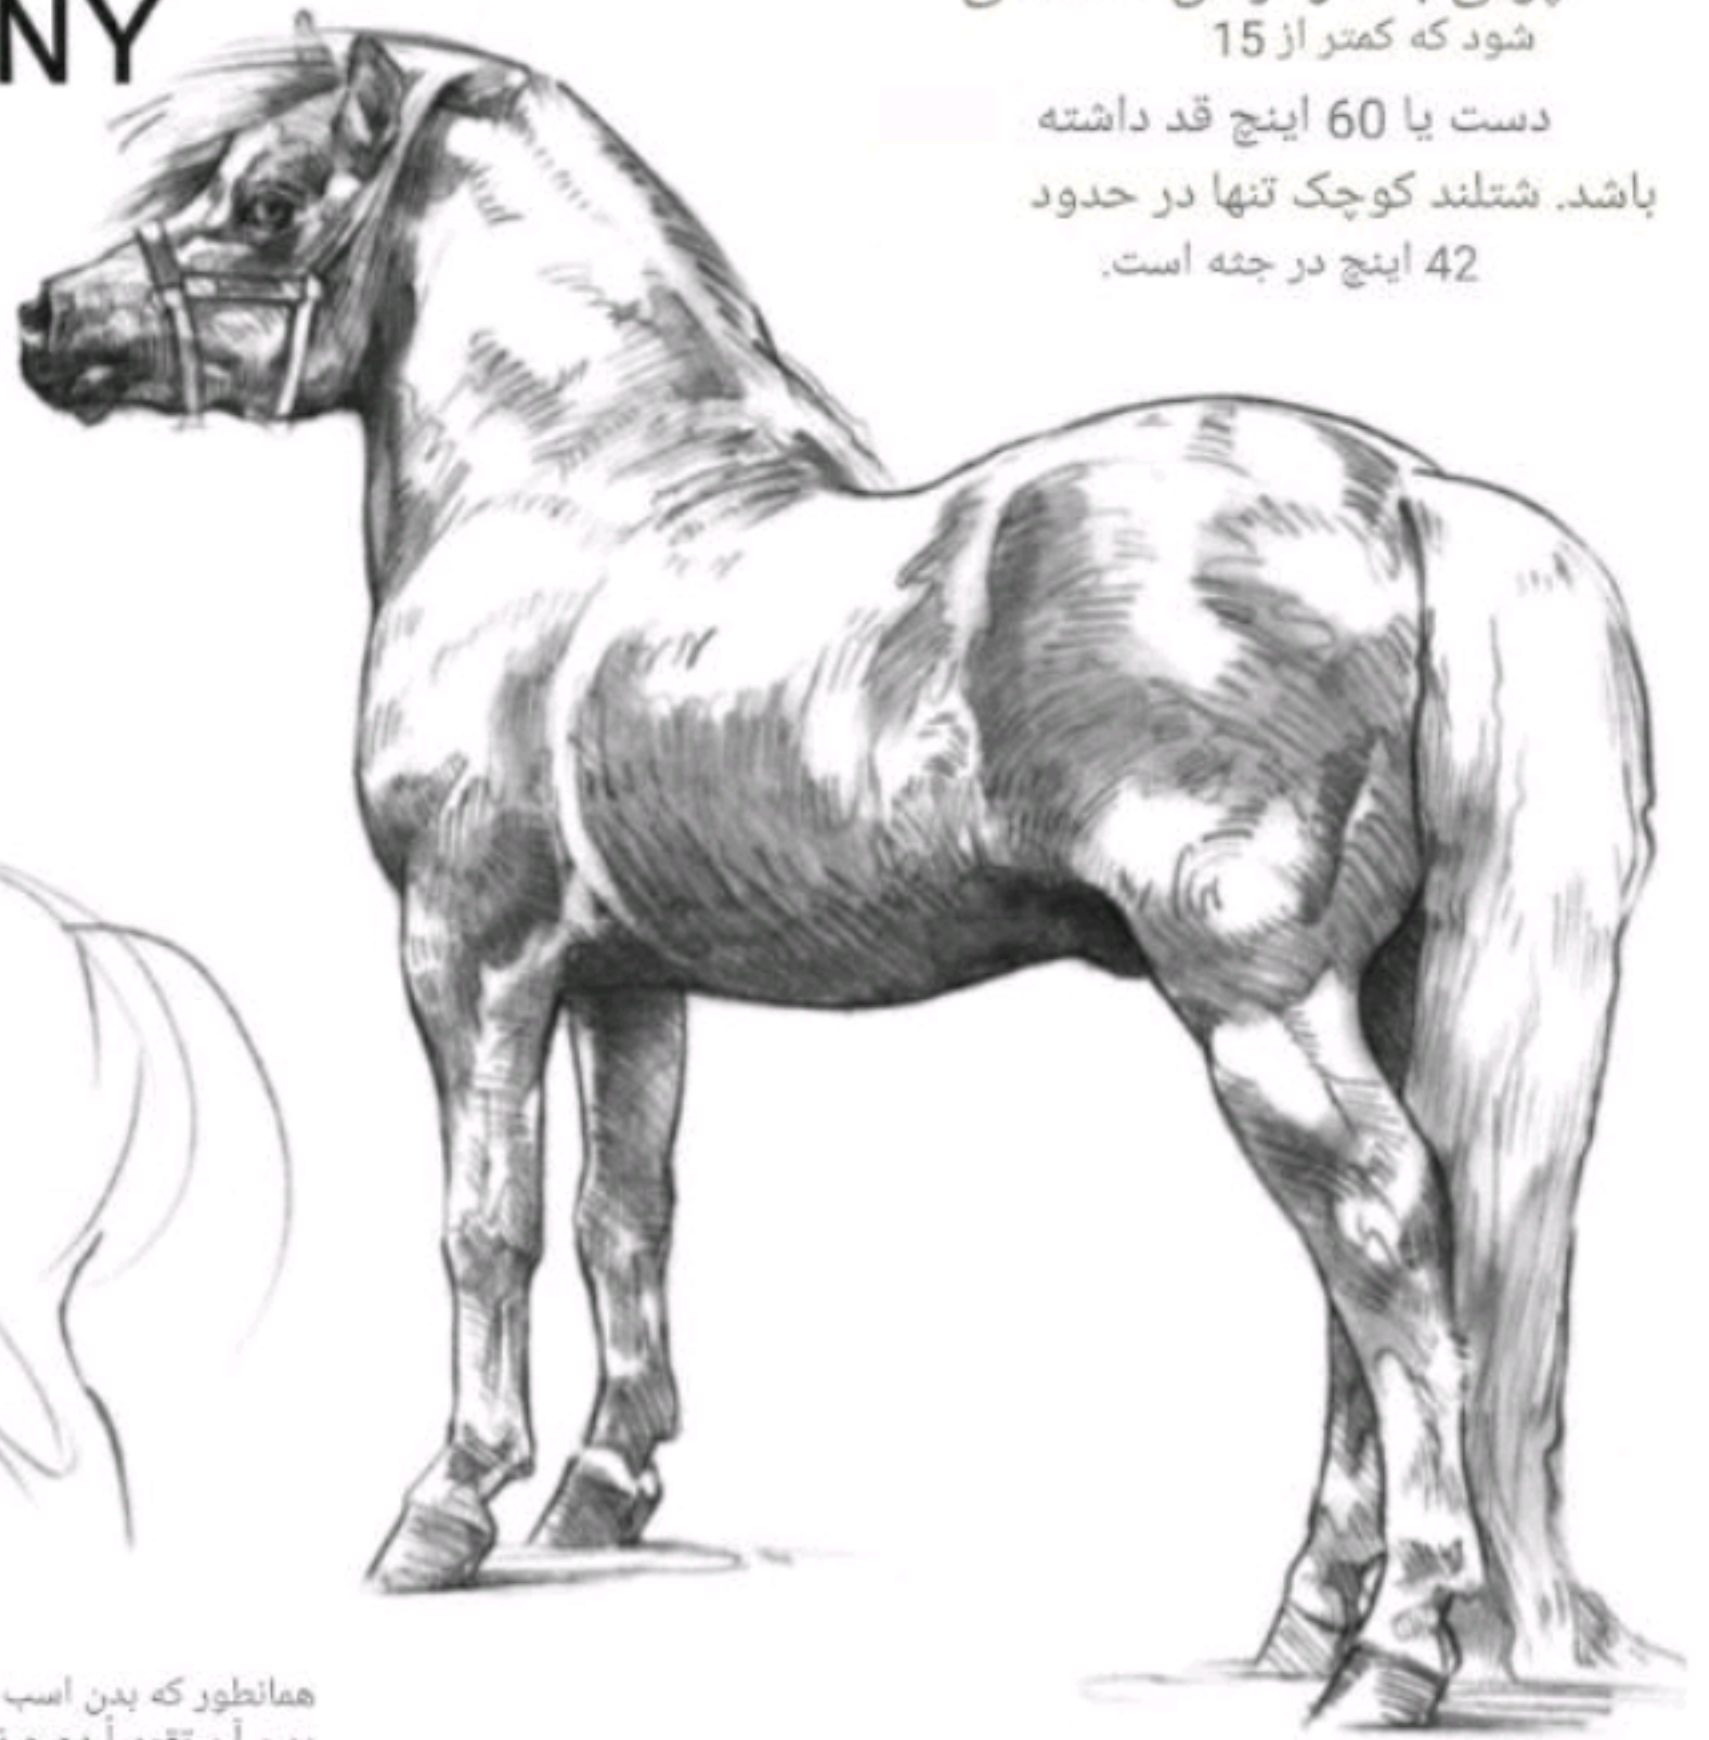 NY
شود که کمتر از 15
دست یا 60 اینچ قد داشته
باشد. شتلند کوچک تنها در حدود
42 اینچ در جثه است.
همانطور که بدن اسب